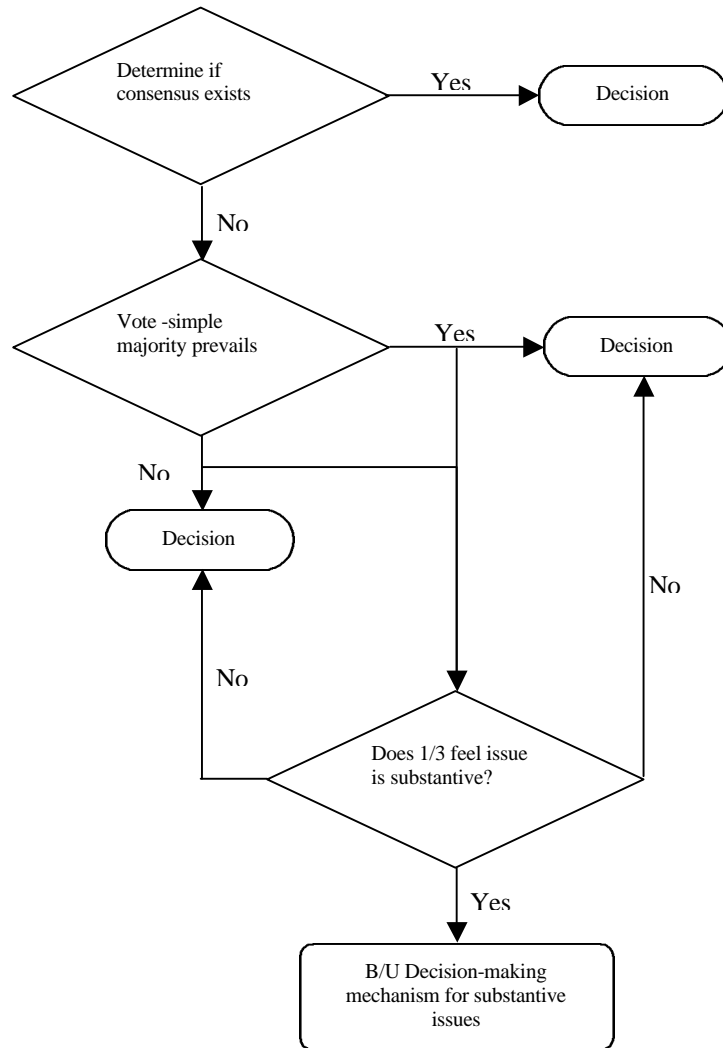 Determine if
consensus exists
Yes
Decision
No
Vote -simple
majority prevails
Yes
Decision
No
Decision
No
No
Does 1/3 feel issue
is substantive?
Yes
B/U Decision-making
mechanism for substantive
issues